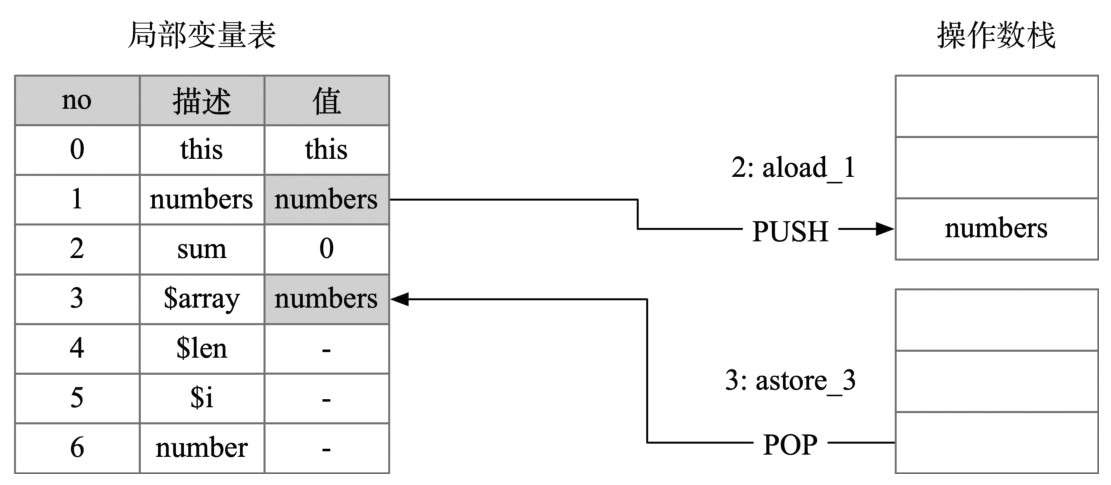 局部变量表
操作数栈
no 描述 值
0 this this
1 numbers numbers
2 sum 0
3 $array numbers
4 $len -
5 $i -
6 number -
2: aload_1
PUSH
numbers
3: astore_3
POP